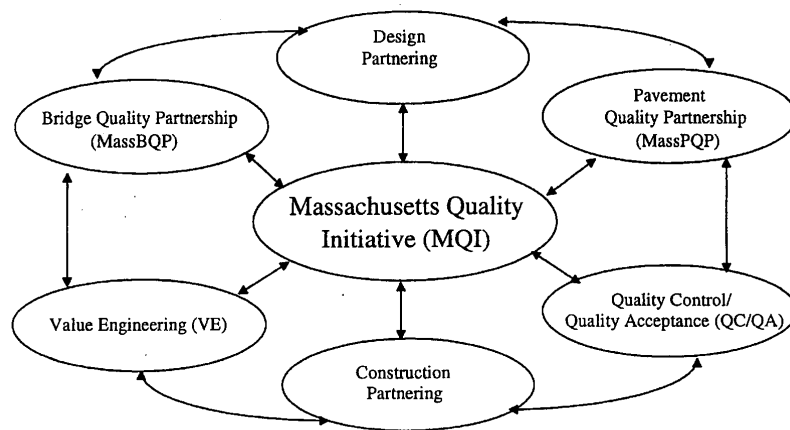 Design
Partnering
Bridge Quality Partnership
(MassBQP)
Pavement
Quality Partnership
(MassPQP)
Massachusetts Quality
Initiative (MQI)
Value Engineering (VE)
Quality Control/
Quality Acceptance (QC/QA)
Construction
Partnering